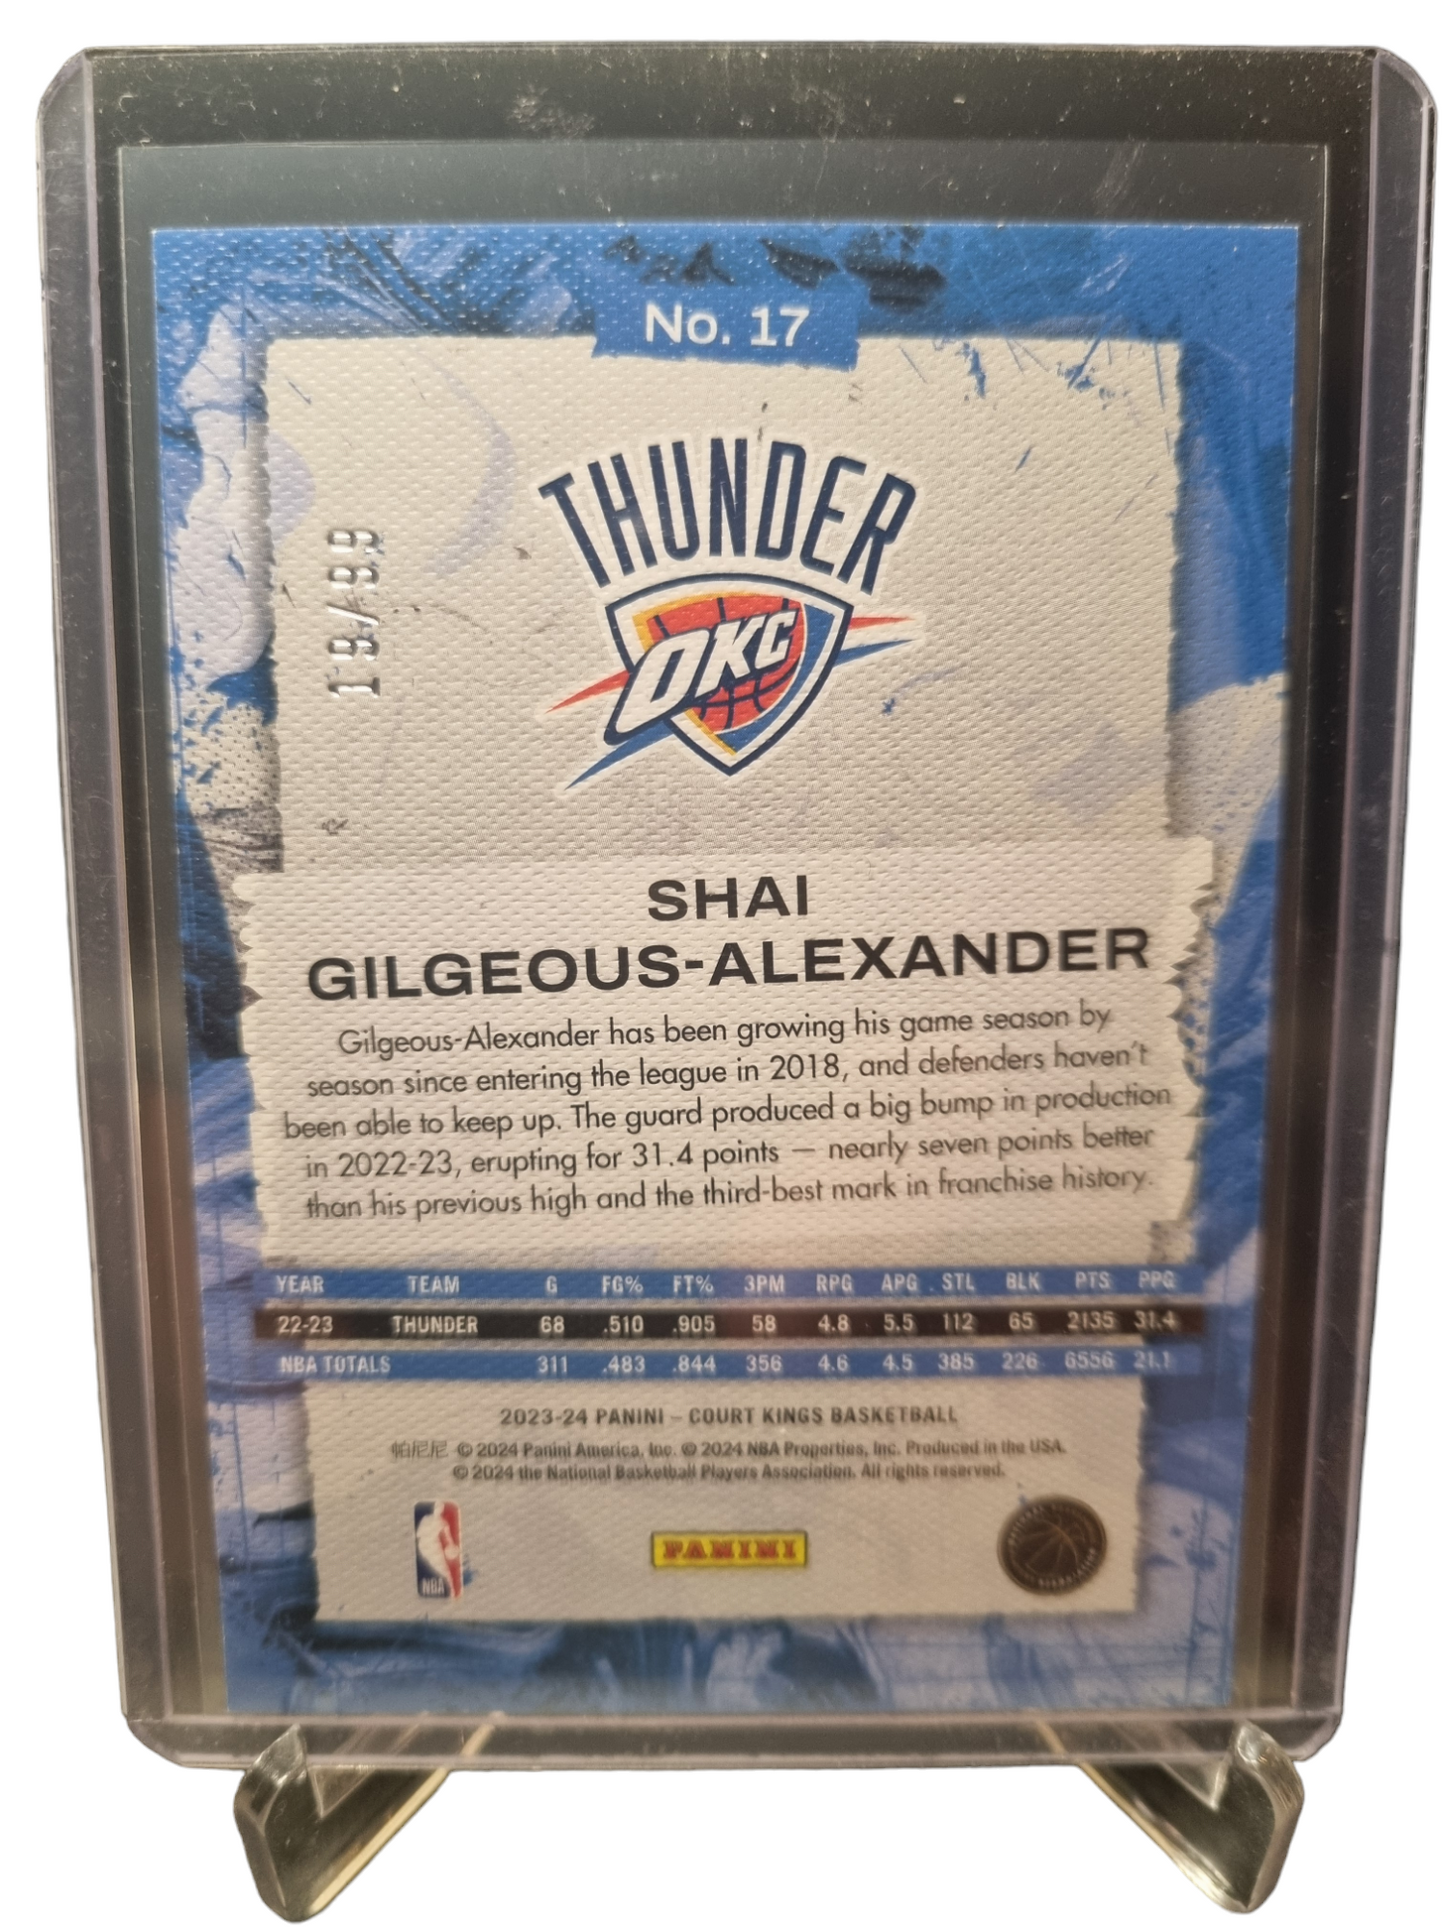 No. 17
THUNDER
OKC
19/99
SHAI
GILGEOUS-ALEXANDER
Gilgeous-Alexander has been growing his game season by
season since entering the league in 2018, and defenders haven't
been able to keep up. The guard produced a big bump in production
in 2022-23, erupting for 31.4 points — nearly seven points better
than his previous high and the third-best mark in franchise history.
YEAR TEAM G FG% FT% 3PM RPG APG STL BLK PTS PPG
22-23 THUNDER 68 .510 .905 58 4.8 5.5 112 65 2135 31.4
NBA TOTALS 311 .483 .844 356 4.6 4.5 385 226 6556 21.1
2023-24 PANINI – COURT KINGS BASKETBALL
帕尼尼 © 2024 Panini America, Inc. © 2024 NBA Properties, Inc. Produced in the USA.
© 2024 the National Basketball Players Association. All rights reserved.
NBA
PANINI